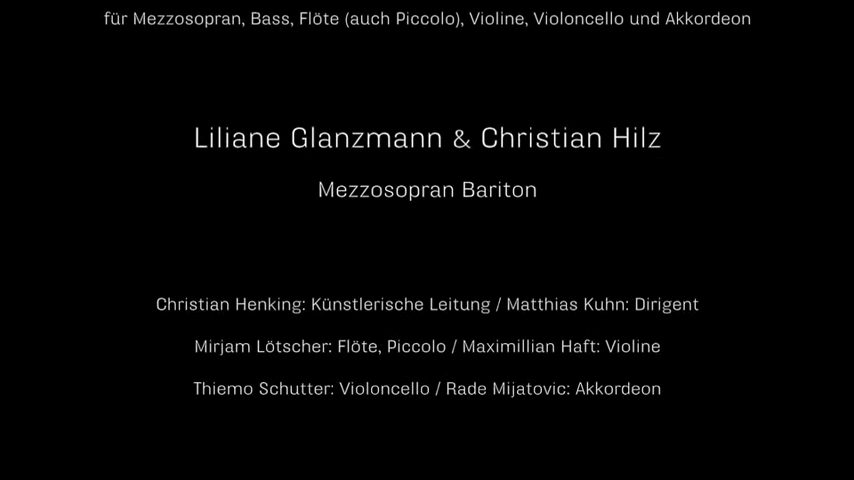 für Mezzosopran, Bass, Flöte (auch Piccolo), Violine, Violoncello und Akkordeon
Liliane Glanzmann & Christian Hilz
Mezzosopran Bariton
Christian Henking: Künstlerische Leitung / Matthias Kuhn: Dirigent
Mirjam Lötscher: Flöte, Piccolo / Maximillian Haft: Violine
Thiemo Schutter: Violoncello / Rade Mijatovic: Akkordeon